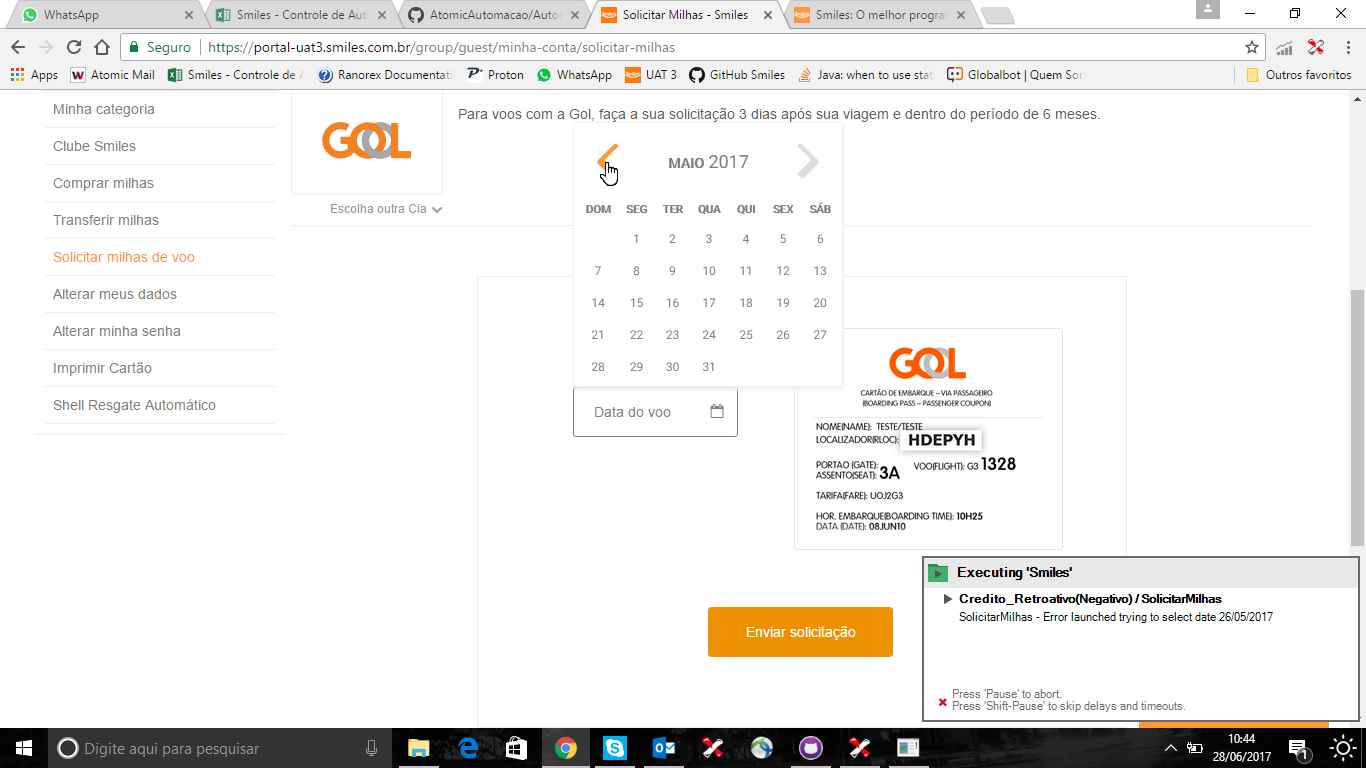 WhatsApp
Smiles - Controle de Aut
AtomicAutomacao/Auto
Solicitar Milhas - Smiles
Smiles: O melhor progra
Seguro
https://portal-uat3.smiles.com.br/group/guest/minha-conta/solicitar-milhas
Apps
Atomic Mail
Smiles - Controle de A
Ranorex Documentati
Proton
WhatsApp
UAT 3
GitHub Smiles
Java: when to use stat
Globalbot | Quem Som
Outros favoritos
Minha categoria
Clube Smiles
Comprar milhas
Transferir milhas
Solicitar milhas de voo
Alterar meus dados
Alterar minha senha
Imprimir Cartão
Shell Resgate Automático
GOL
Escolha outra Cia
Para voos com a Gol, faça a sua solicitação 3 dias após sua viagem e dentro do período de 6 meses.
MAIO 2017
DOM SEG TER QUA QUI SEX SÁB
1 2 3 4 5 6
7 8 9 10 11 12 13
14 15 16 17 18 19 20
21 22 23 24 25 26 27
28 29 30 31
Data do voo
GOL
CARTÃO DE EMBARQUE – VIA PASSAGEIRO
(BOARDING PASS – PASSENGER COUPON)
NOME(NAME): TESTE/TESTE
LOCALIZADOR(RLOC): HDEPYH
PORTAO (GATE):
ASSENTO(SEAT): 3A
VOO(FLIGHT): G3 1328
TARIFA(FARE): UOJ2G3
HOR. EMBARQUE(BOARDING TIME): 10H25
DATA (DATE): 08JUN10
Enviar solicitação
Executing 'Smiles'
Credito_Retroativo(Negativo) / SolicitarMilhas
SolicitarMilhas - Error launched trying to select date 26/05/2017
Press 'Pause' to abort.
Press 'Shift-Pause' to skip delays and timeouts.
Digite aqui para pesquisar
10:44
28/06/2017
1